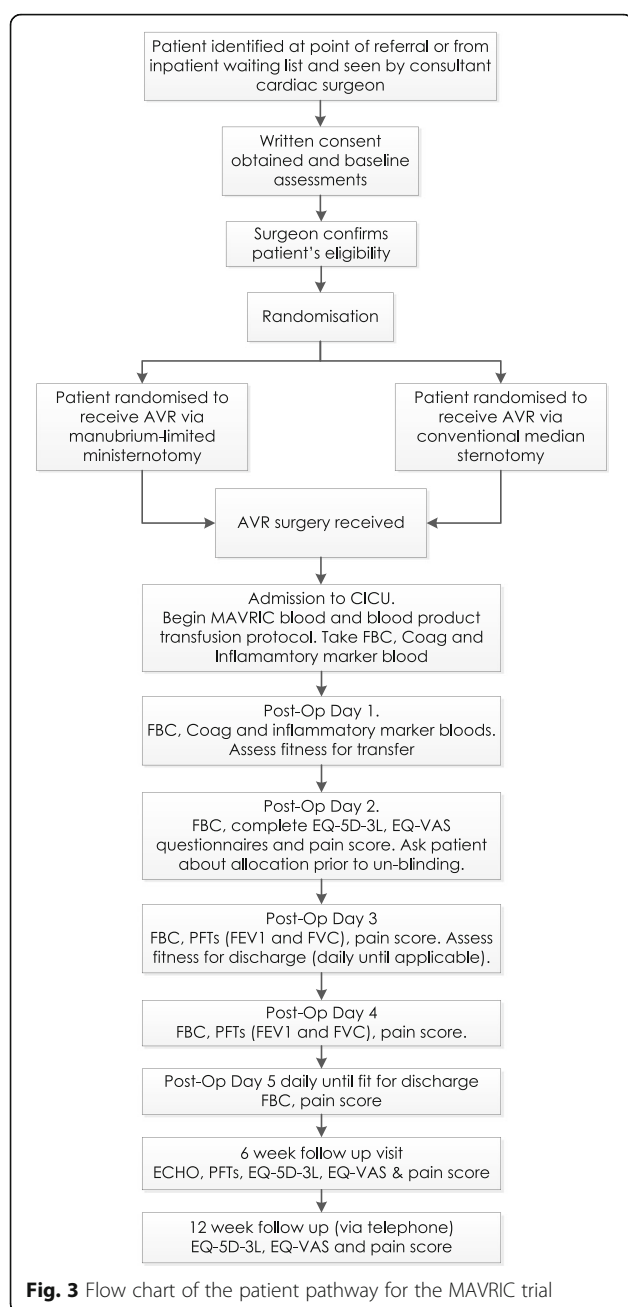 Patient identified at point of referral or from
inpatient waiting list and seen by consultant
cardiac surgeon
Written consent
obtained and baseline
assessments
Surgeon confirms
patient's eligibility
Randomisation
Patient randomised to
receive AVR via
manubrium-limited
ministernotomy
Patient randomised to
receive AVR via
conventional median
sternotomy
AVR surgery received
Admission to CICU.
Begin MAVRIC blood and blood product
transfusion protocol. Take FBC, Coag and
Inflamamtory marker blood
Post-Op Day 1.
FBC, Coag and inflammatory marker bloods.
Assess fitness for transfer
Post-Op Day 2.
FBC, complete EQ-5D-3L, EQ-VAS
questionnaires and pain score. Ask patient
about allocation prior to un-blinding.
Post-Op Day 3
FBC, PFTs (FEV1 and FVC), pain score. Assess
fitness for discharge (daily until applicable).
Post-Op Day 4
FBC, PFTs (FEV1 and FVC), pain score.
Post-Op Day 5 daily until fit for discharge
FBC, pain score
6 week follow up visit
ECHO, PFTs, EQ-5D-3L, EQ-VAS & pain score
12 week follow up (via telephone)
EQ-5D-3L, EQ-VAS and pain score
Fig. 3 Flow chart of the patient pathway for the MAVRIC trial